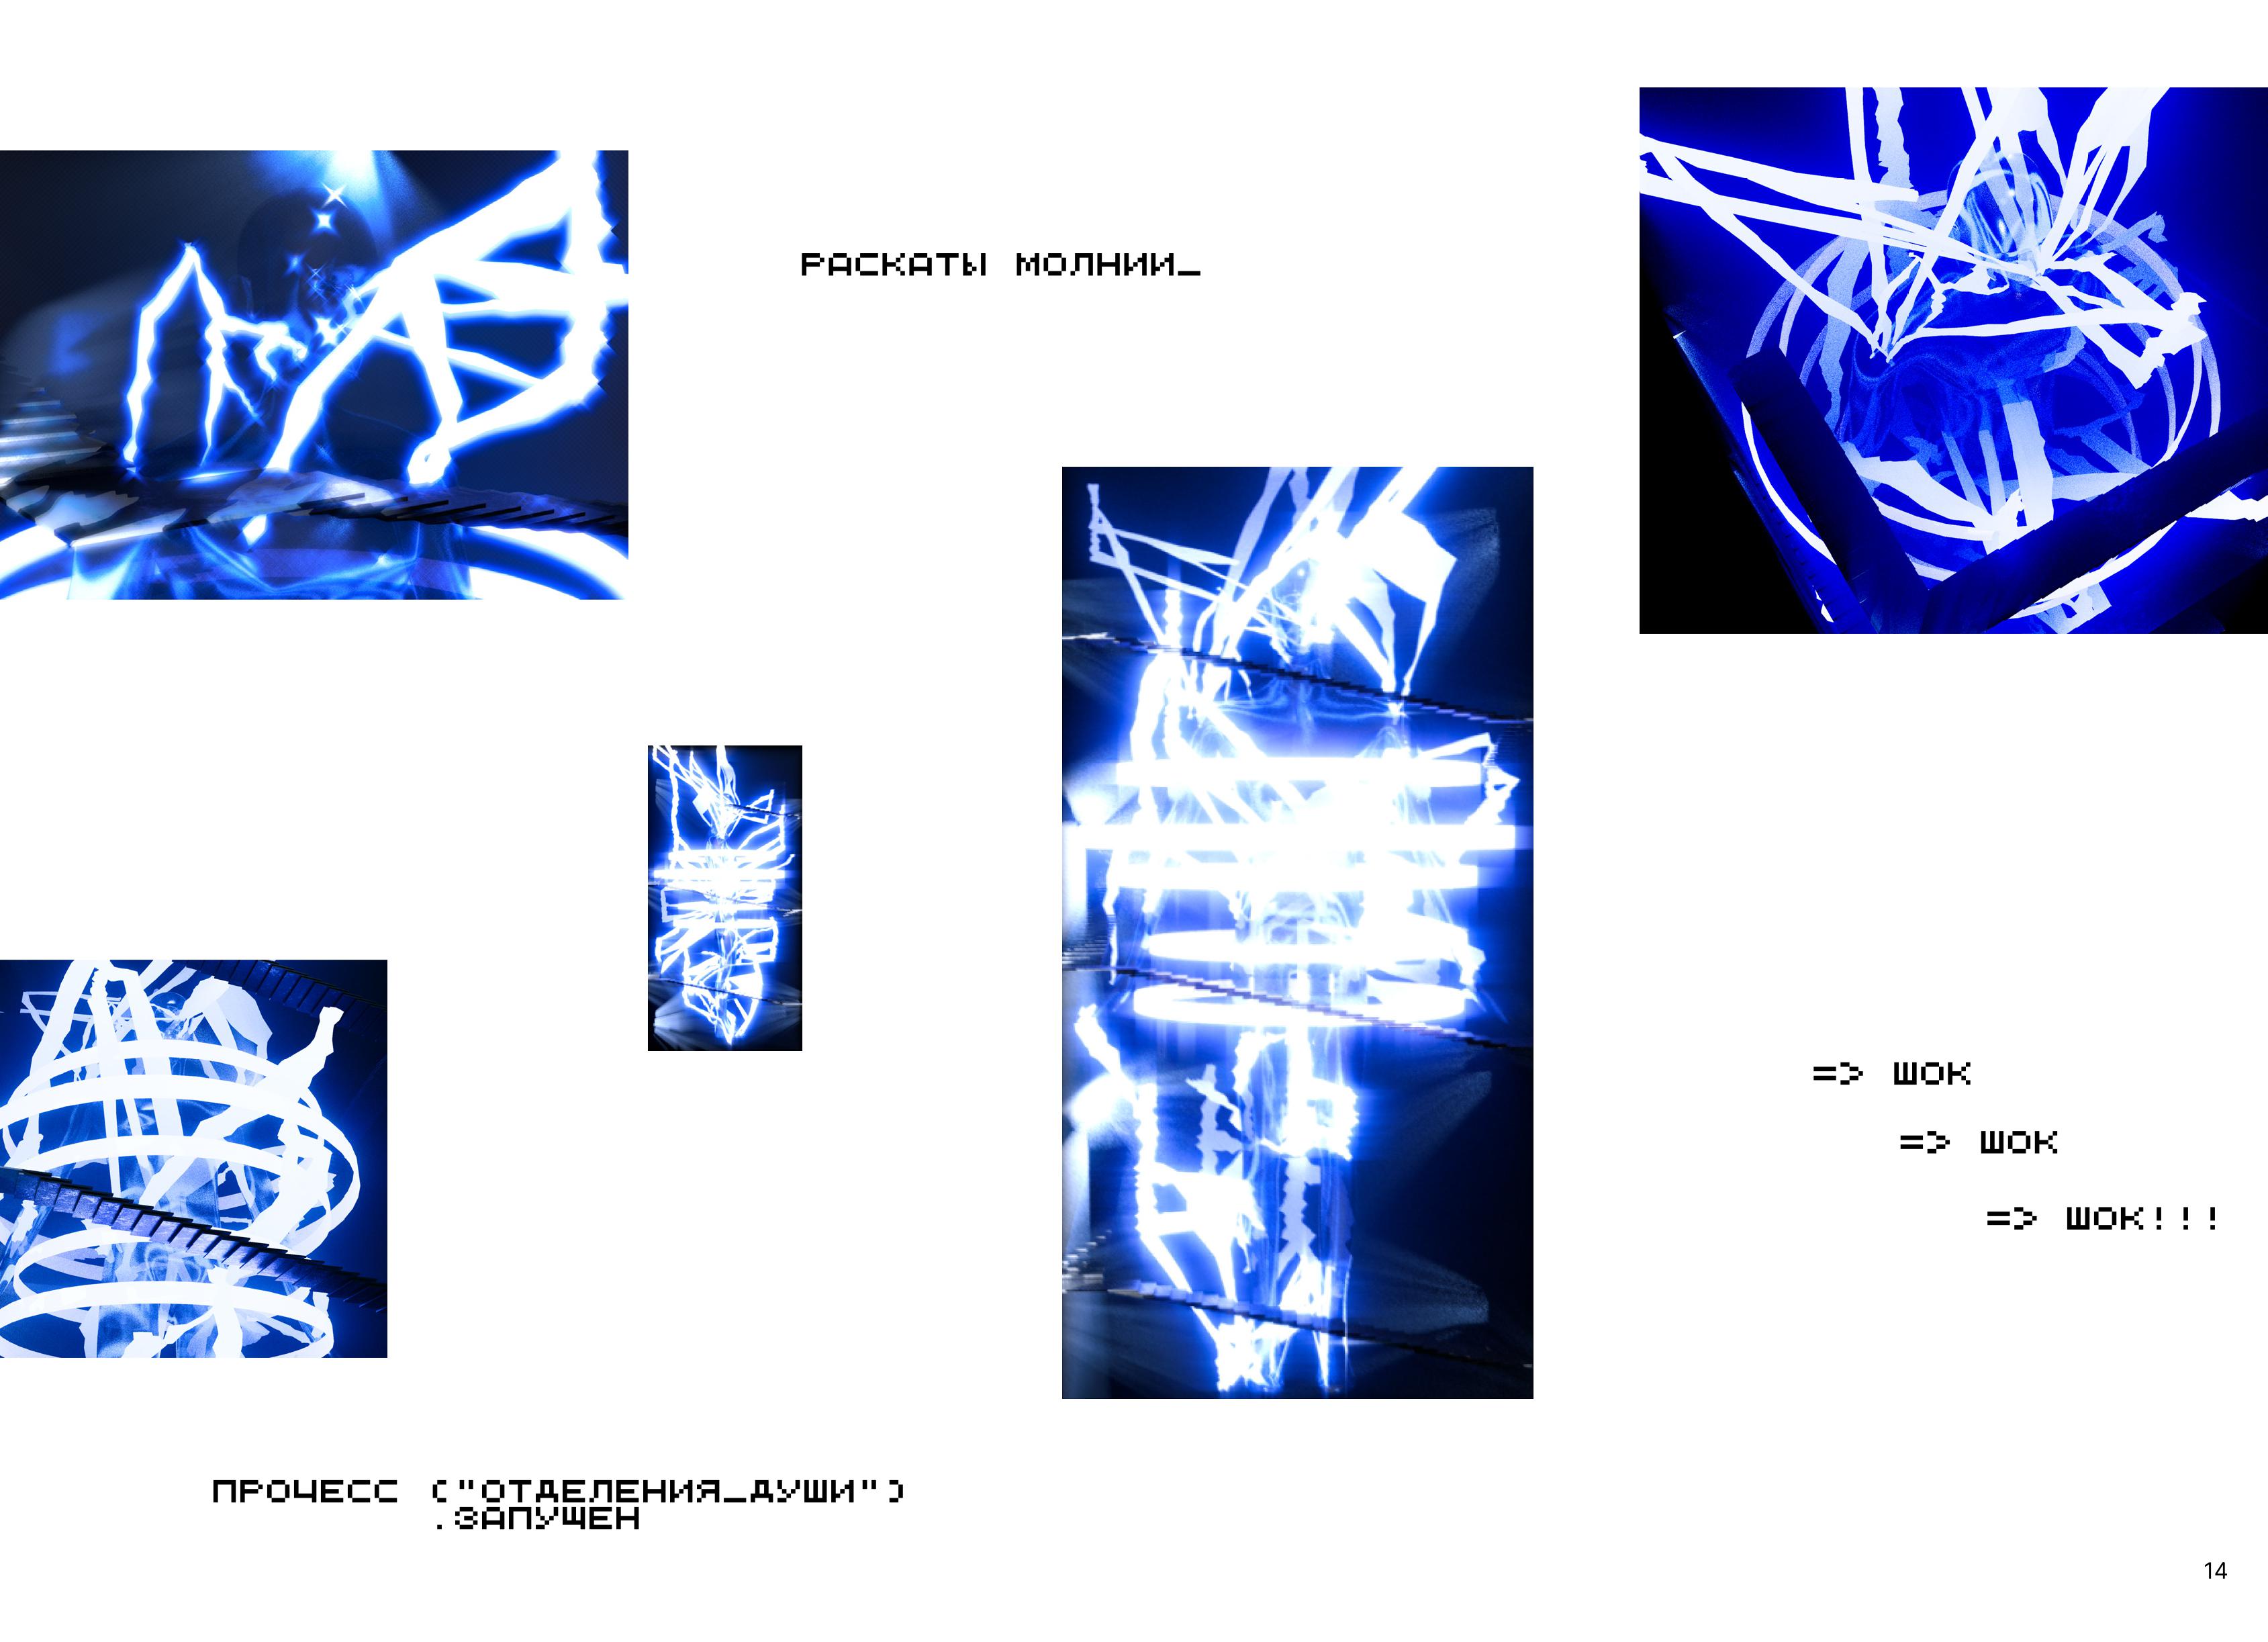 РАСКАТЫ МОЛНИИ_
=> ШОК
=> ШОК
=> ШОК!!!
ПРОЧЕСС ("ОТДЕЛЕНИЯ_ДУШИ")
.ЗАПУЩЕН
14